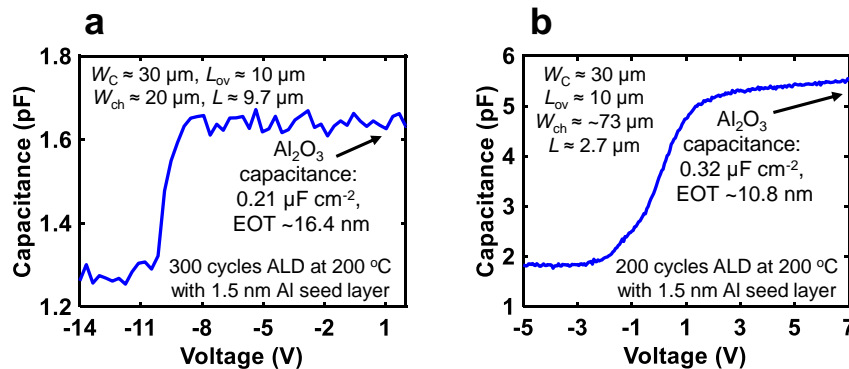 a
1.8
1.6
1.4
1.2
Capacitance (pF)
W_C ≈ 30 µm, L_ov ≈ 10 µm
W_ch ≈ 20 µm, L ≈ 9.7 µm
Al₂O₃
capacitance:
0.21 µF cm⁻²,
EOT ~16.4 nm
300 cycles ALD at 200 °C
with 1.5 nm Al seed layer
-14 -11 -8 -5 -2 1
Voltage (V)
b
6
5
4
3
2
1
Capacitance (pF)
W_C ≈ 30 µm
L_ov ≈ 10 µm
W_ch ≈ ~73 µm
L ≈ 2.7 µm
Al₂O₃
capacitance:
0.32 µF cm⁻²,
EOT ~10.8 nm
200 cycles ALD at 200 °C
with 1.5 nm Al seed layer
-5 -3 -1 1 3 5 7
Voltage (V)